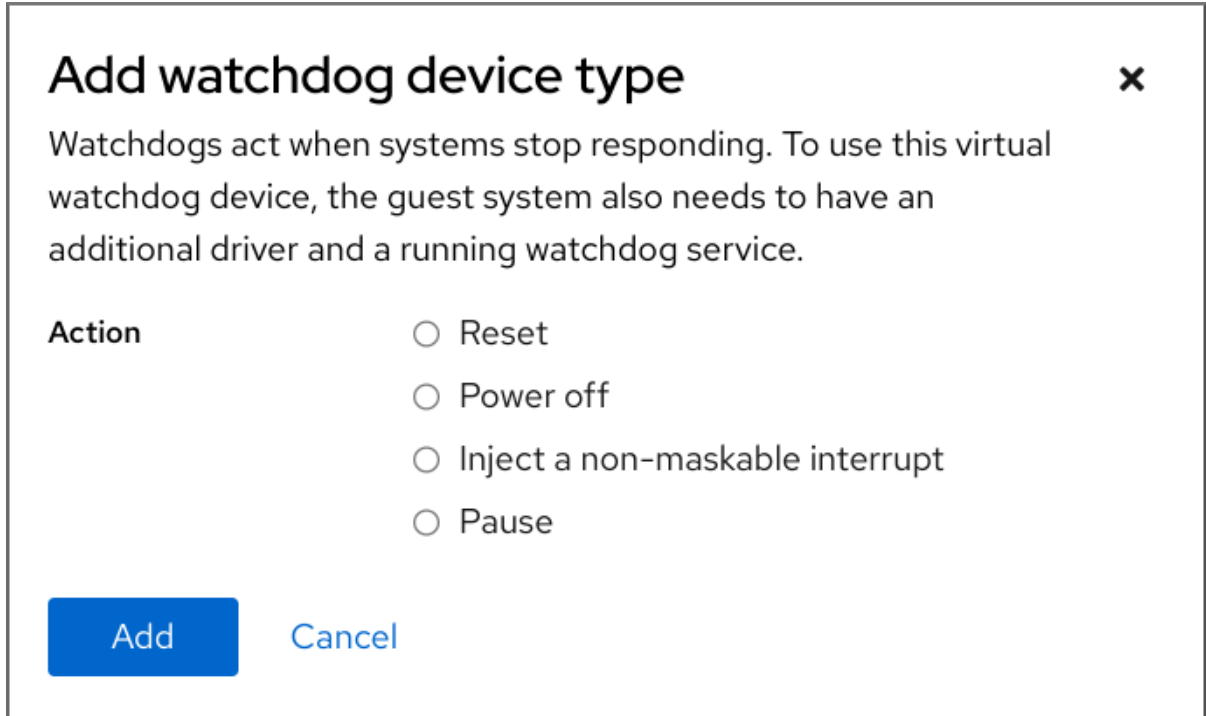 Add watchdog device type
Watchdogs act when systems stop responding. To use this virtual
watchdog device, the guest system also needs to have an
additional driver and a running watchdog service.
Action
Reset
Power off
Inject a non-maskable interrupt
Pause
Add
Cancel